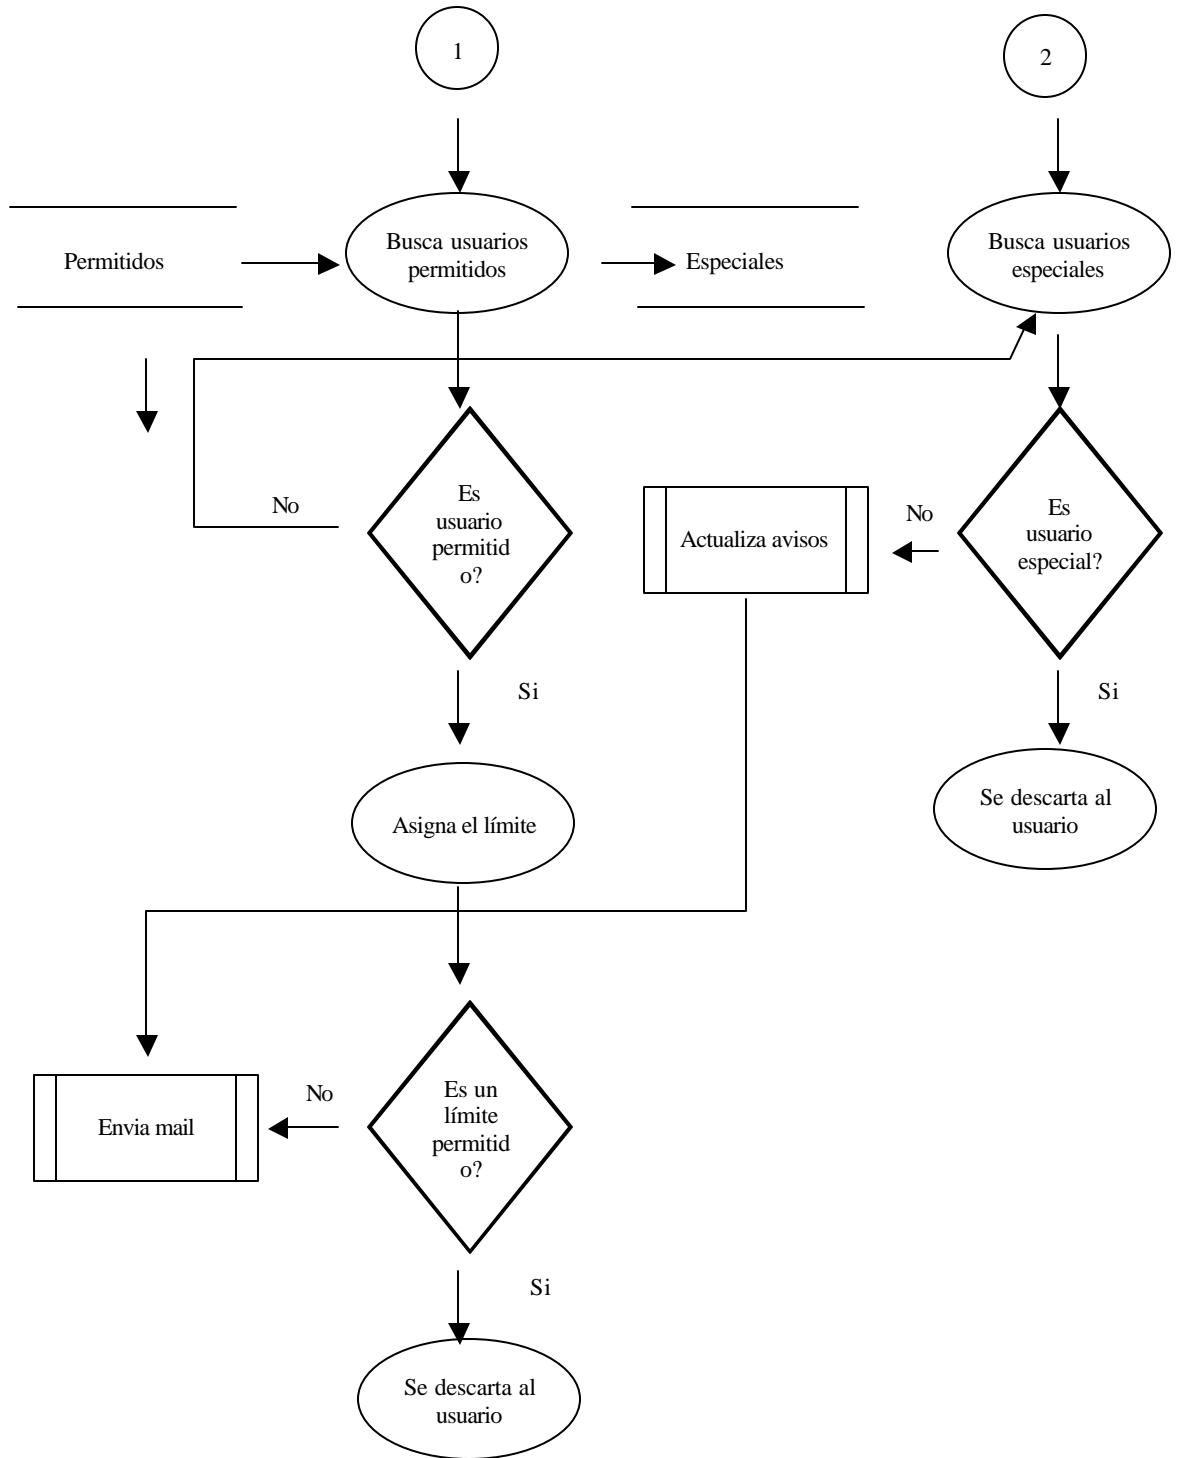 1
2
Busca usuarios
permitidos
Busca usuarios
especiales
Permitidos
Especiales
Es
usuario
permitid
o?
No
Actualiza avisos
No
Es
usuario
especial?
Si
Si
Asigna el límite
Se descarta al
usuario
Envia mail
No
Es un
límite
permitid
o?
Si
Se descarta al
usuario